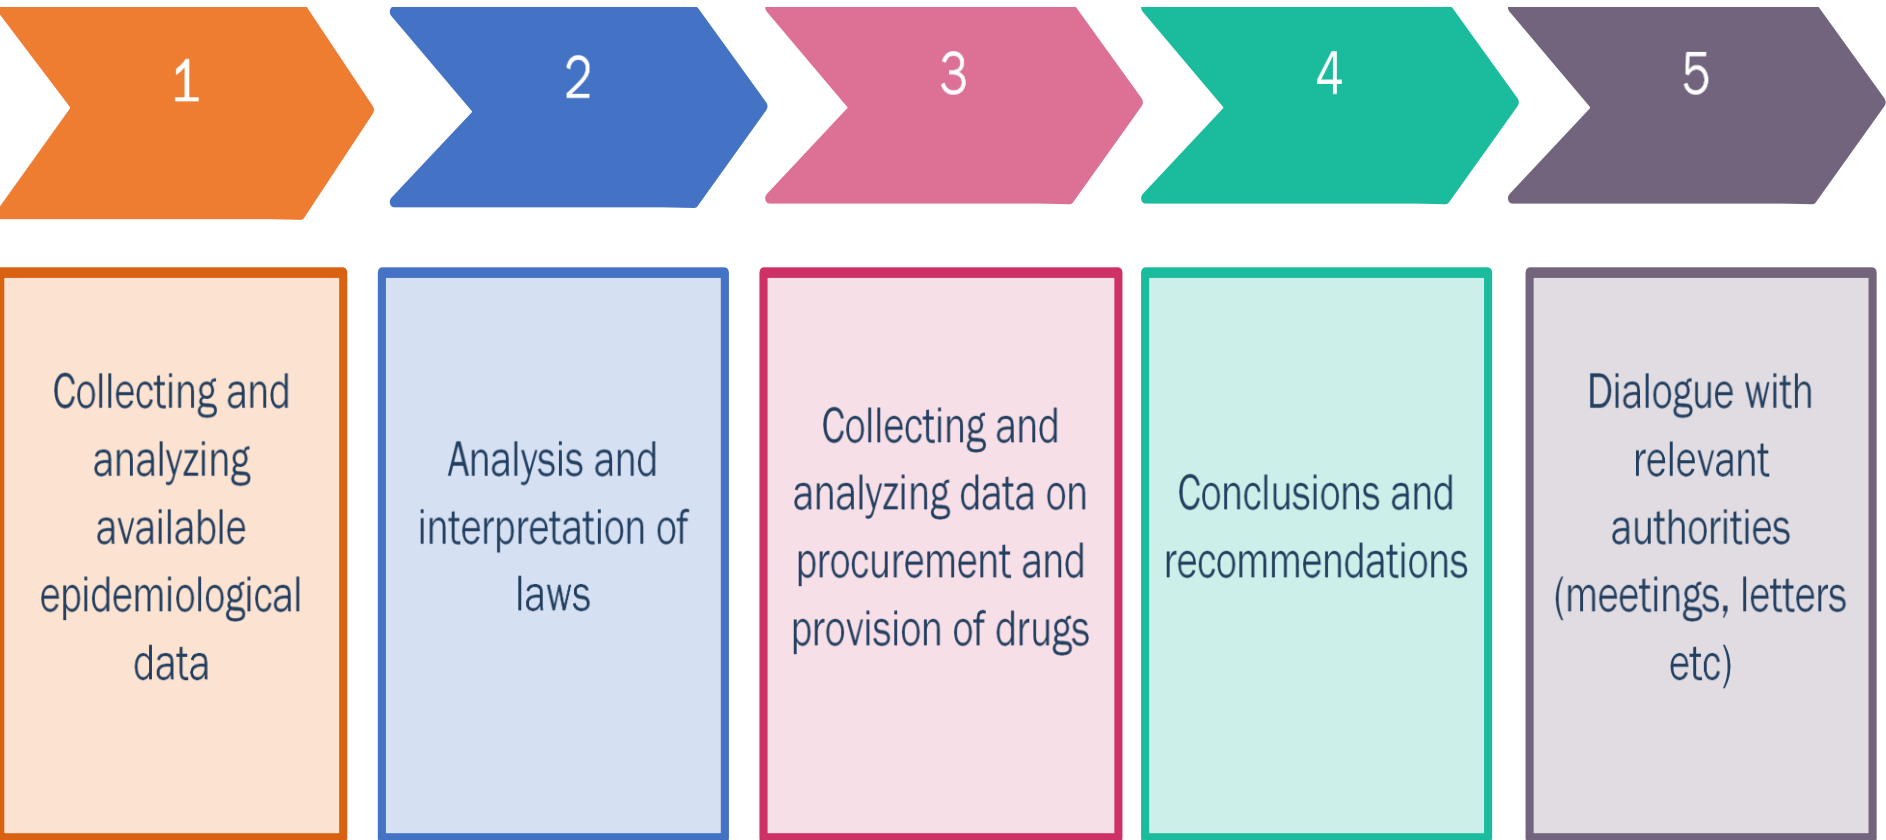 1
2
3
4
5
Collecting and
analyzing
available
epidemiological
data
Analysis and
interpretation of
laws
Collecting and
analyzing data on
procurement and
provision of drugs
Conclusions and
recommendations
Dialogue with
relevant
authorities
(meetings, letters
etc)